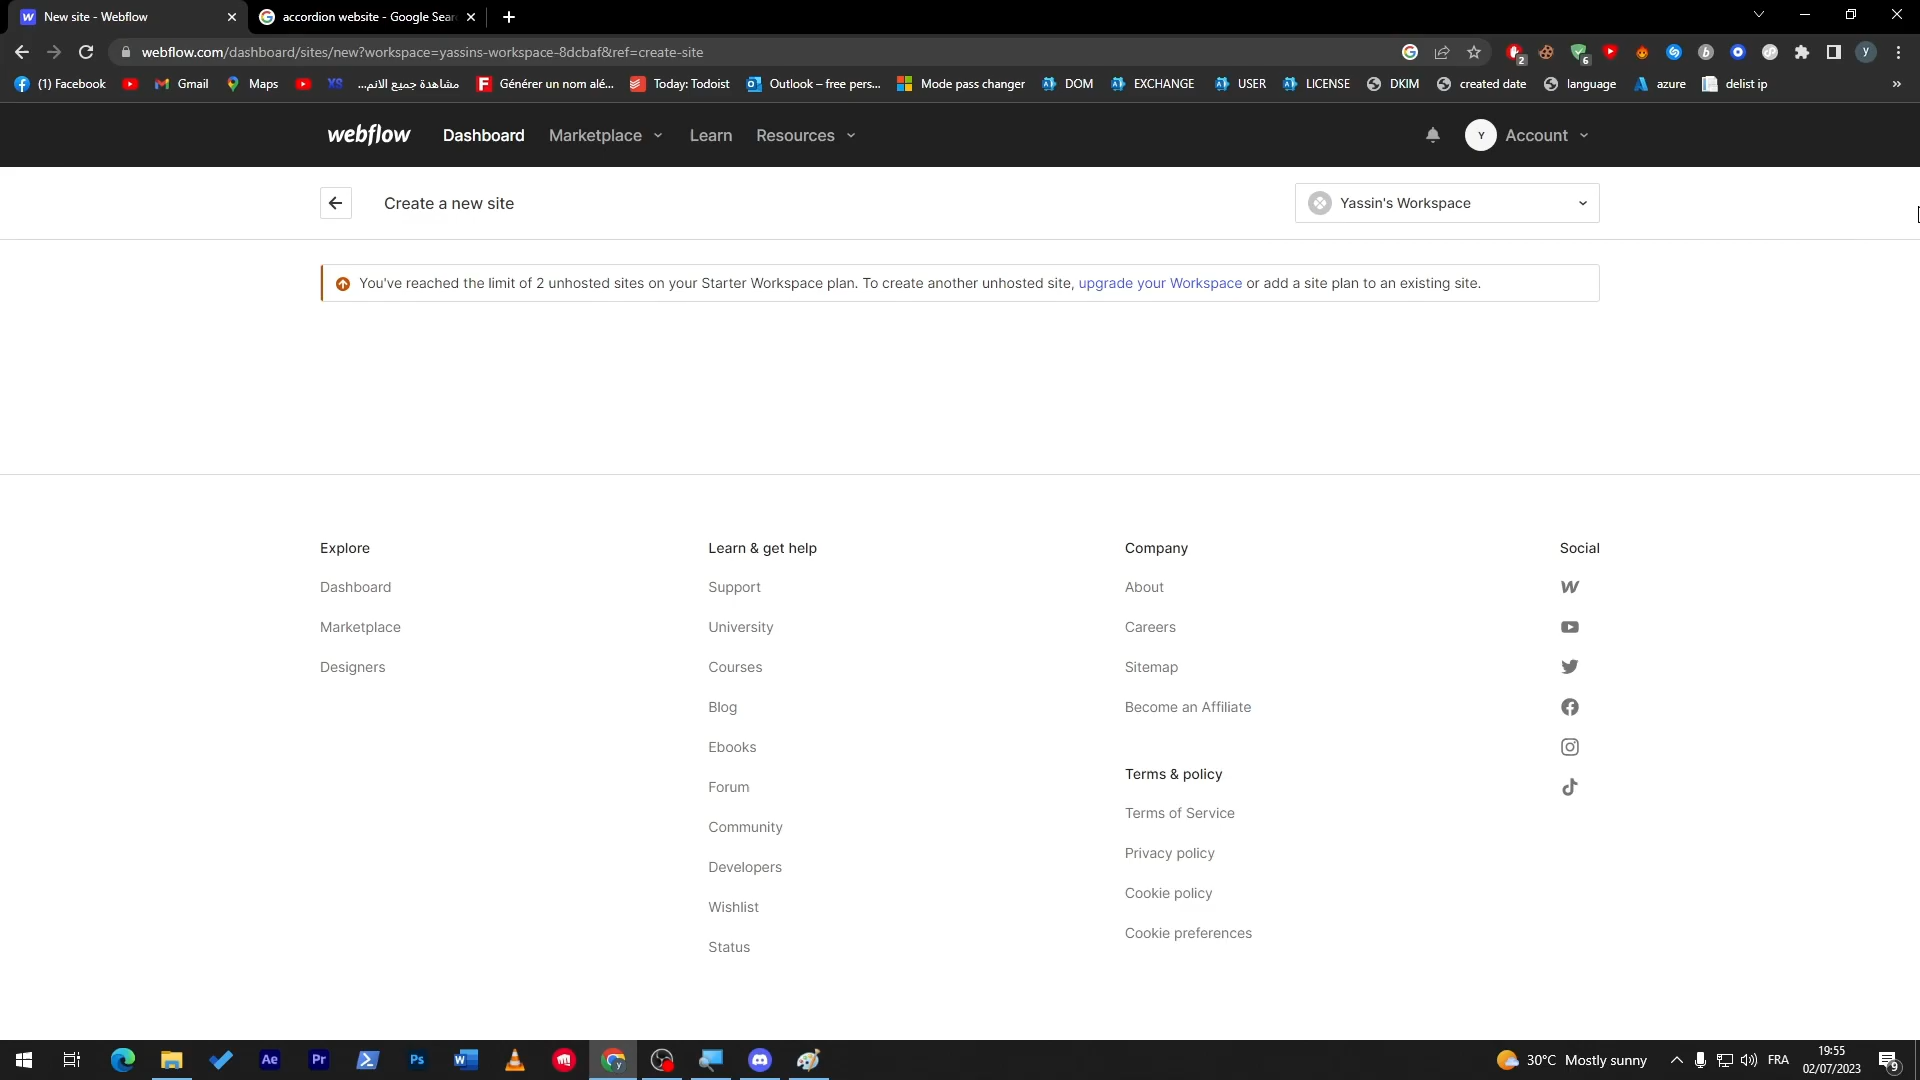 New site - Webflow
accordion website - Google Sear
webflow.com/dashboard/sites/new?workspace=yassins-workspace-8dcbaf&ref=create-site
2
6
y
(1) Facebook
Gmail
Maps
XS
مشاهدة جميع الانم...
Générer un nom alé...
Today: Todoist
Outlook – free pers...
Mode pass changer
DOM
EXCHANGE
USER
LICENSE
DKIM
created date
language
azure
delist ip
»
webflow
Dashboard
Marketplace
Learn
Resources
Y
Account
Create a new site
Yassin's Workspace
You've reached the limit of 2 unhosted sites on your Starter Workspace plan. To create another unhosted site, upgrade your Workspace or add a site plan to an existing site.
Explore
Dashboard
Marketplace
Designers
Learn & get help
Support
University
Courses
Blog
Ebooks
Forum
Community
Developers
Wishlist
Status
Company
About
Careers
Sitemap
Become an Affiliate
Terms & policy
Terms of Service
Privacy policy
Cookie policy
Cookie preferences
Social
Ae
Pr
Ps
30°C Mostly sunny
FRA
19:55
02/07/2023
9